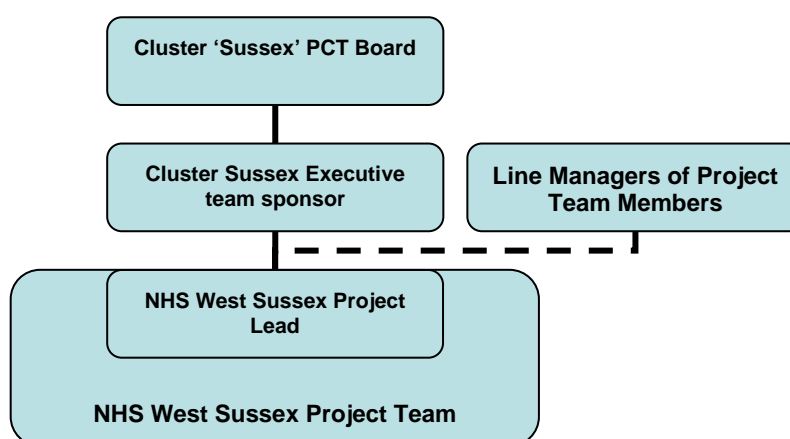 Cluster ‘Sussex’ PCT Board
Cluster Sussex Executive
team sponsor
Line Managers of Project
Team Members
NHS West Sussex Project
Lead
NHS West Sussex Project Team